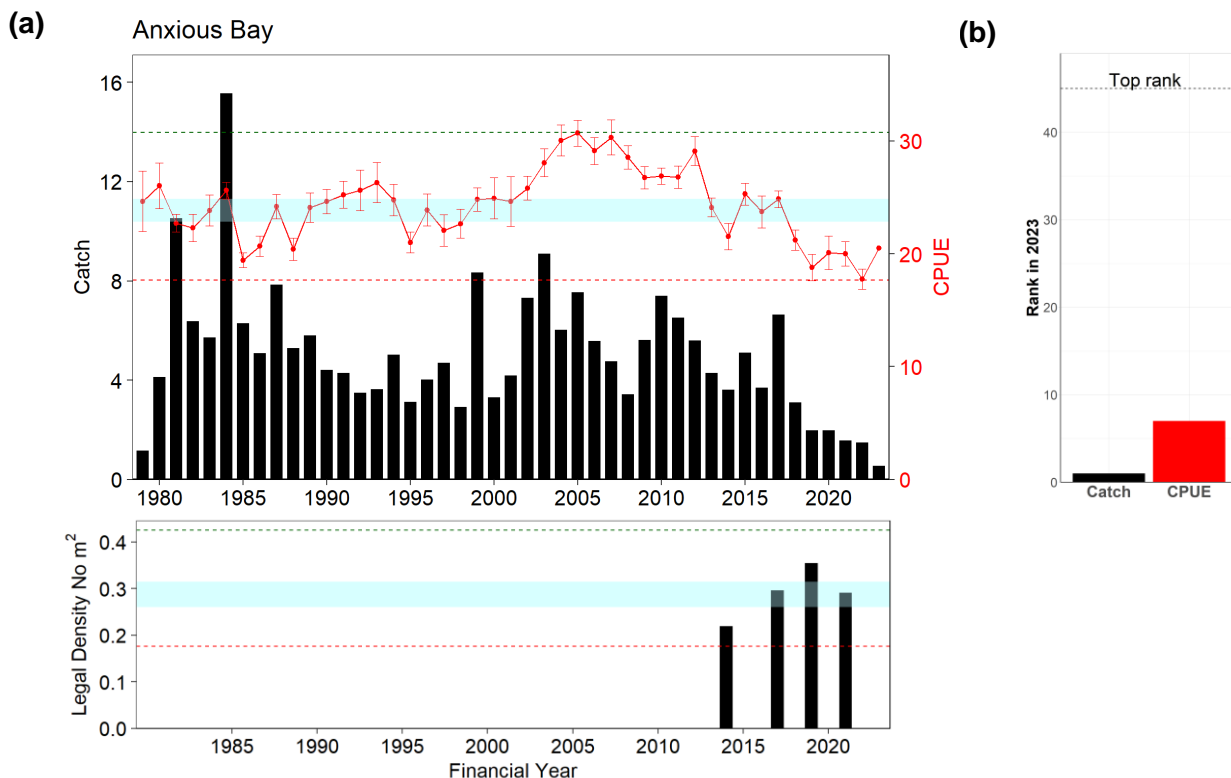 (a)
Anxious Bay
Catch
16
12
8
4
0
CPUE
30
20
10
0
1980 1985 1990 1995 2000 2005 2010 2015 2020
Legal Density No m²
0.4
0.3
0.2
0.1
0.0
1985 1990 1995 2000 2005 2010 2015 2020
Financial Year
(b)
Top rank
Rank in 2023
40
30
20
10
0
Catch CPUE